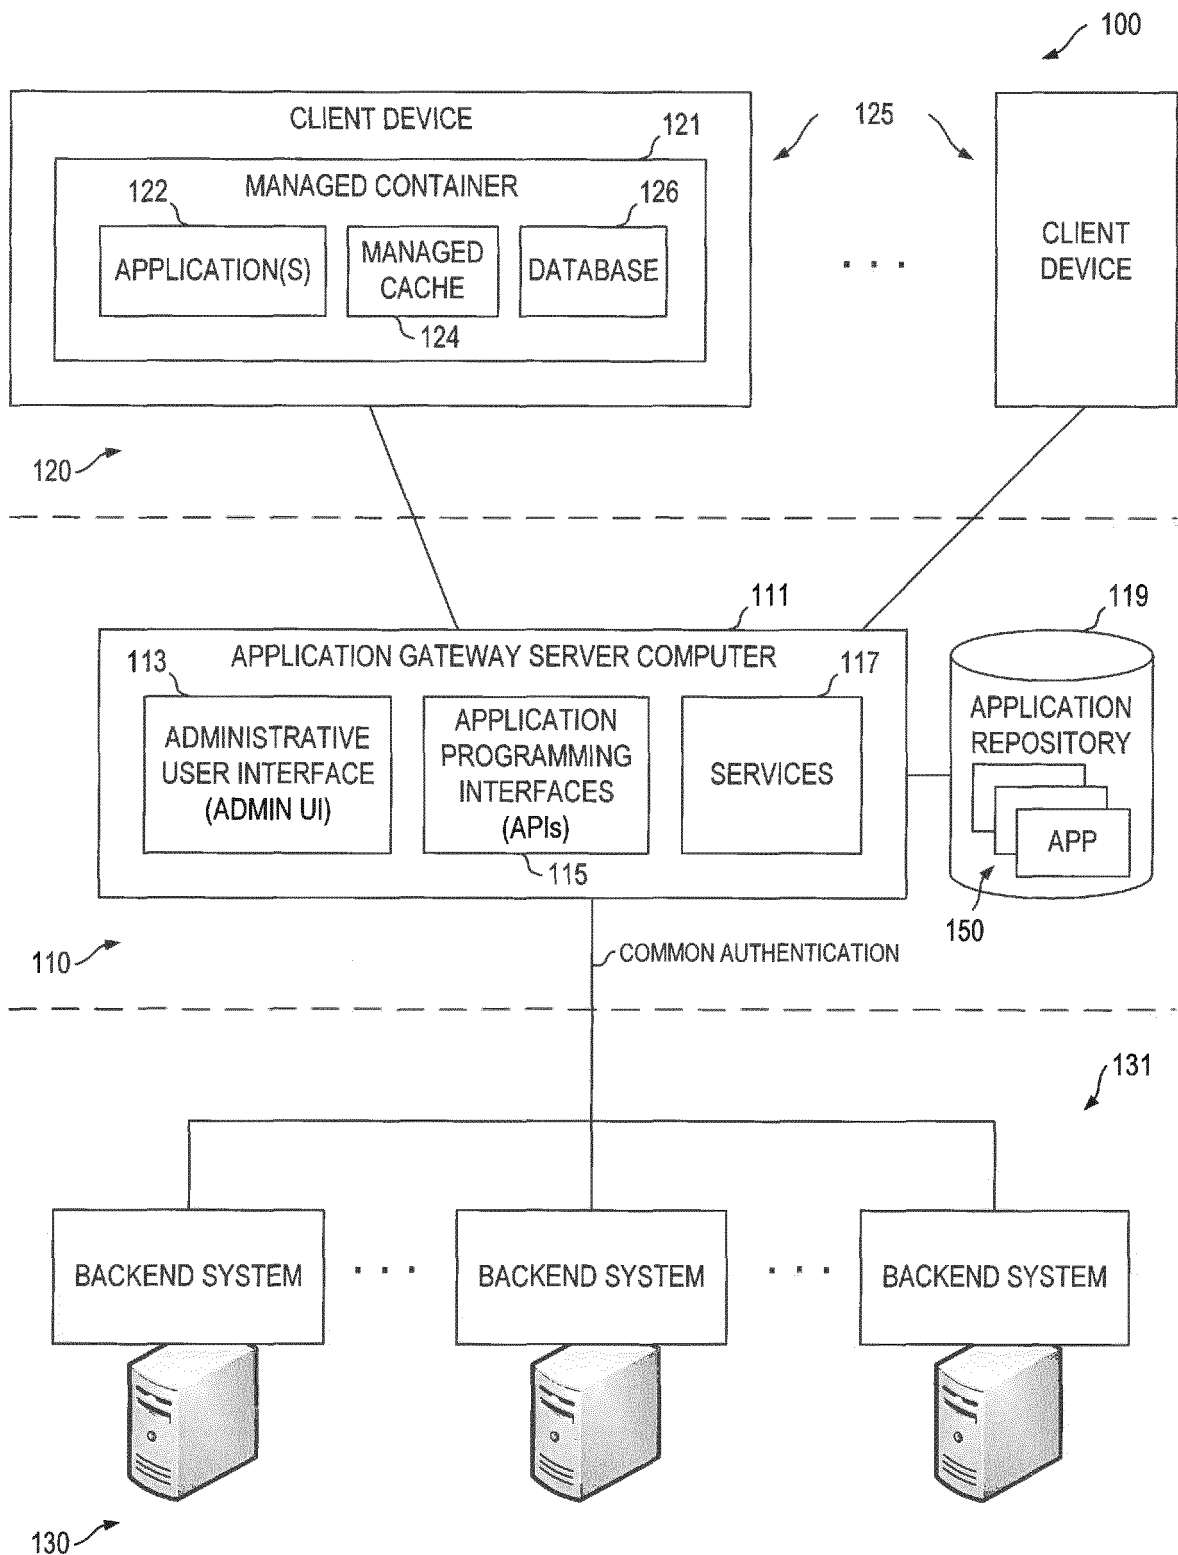 100
CLIENT DEVICE
125
121
MANAGED CONTAINER
122
126
APPLICATION(S)
MANAGED
CACHE
DATABASE
124
CLIENT
DEVICE
120
111
119
APPLICATION GATEWAY SERVER COMPUTER
113
117
ADMINISTRATIVE
USER INTERFACE
(ADMIN UI)
APPLICATION
PROGRAMMING
INTERFACES
(APIs)
SERVICES
115
APPLICATION
REPOSITORY
APP
150
110
COMMON AUTHENTICATION
131
BACKEND SYSTEM
BACKEND SYSTEM
BACKEND SYSTEM
130